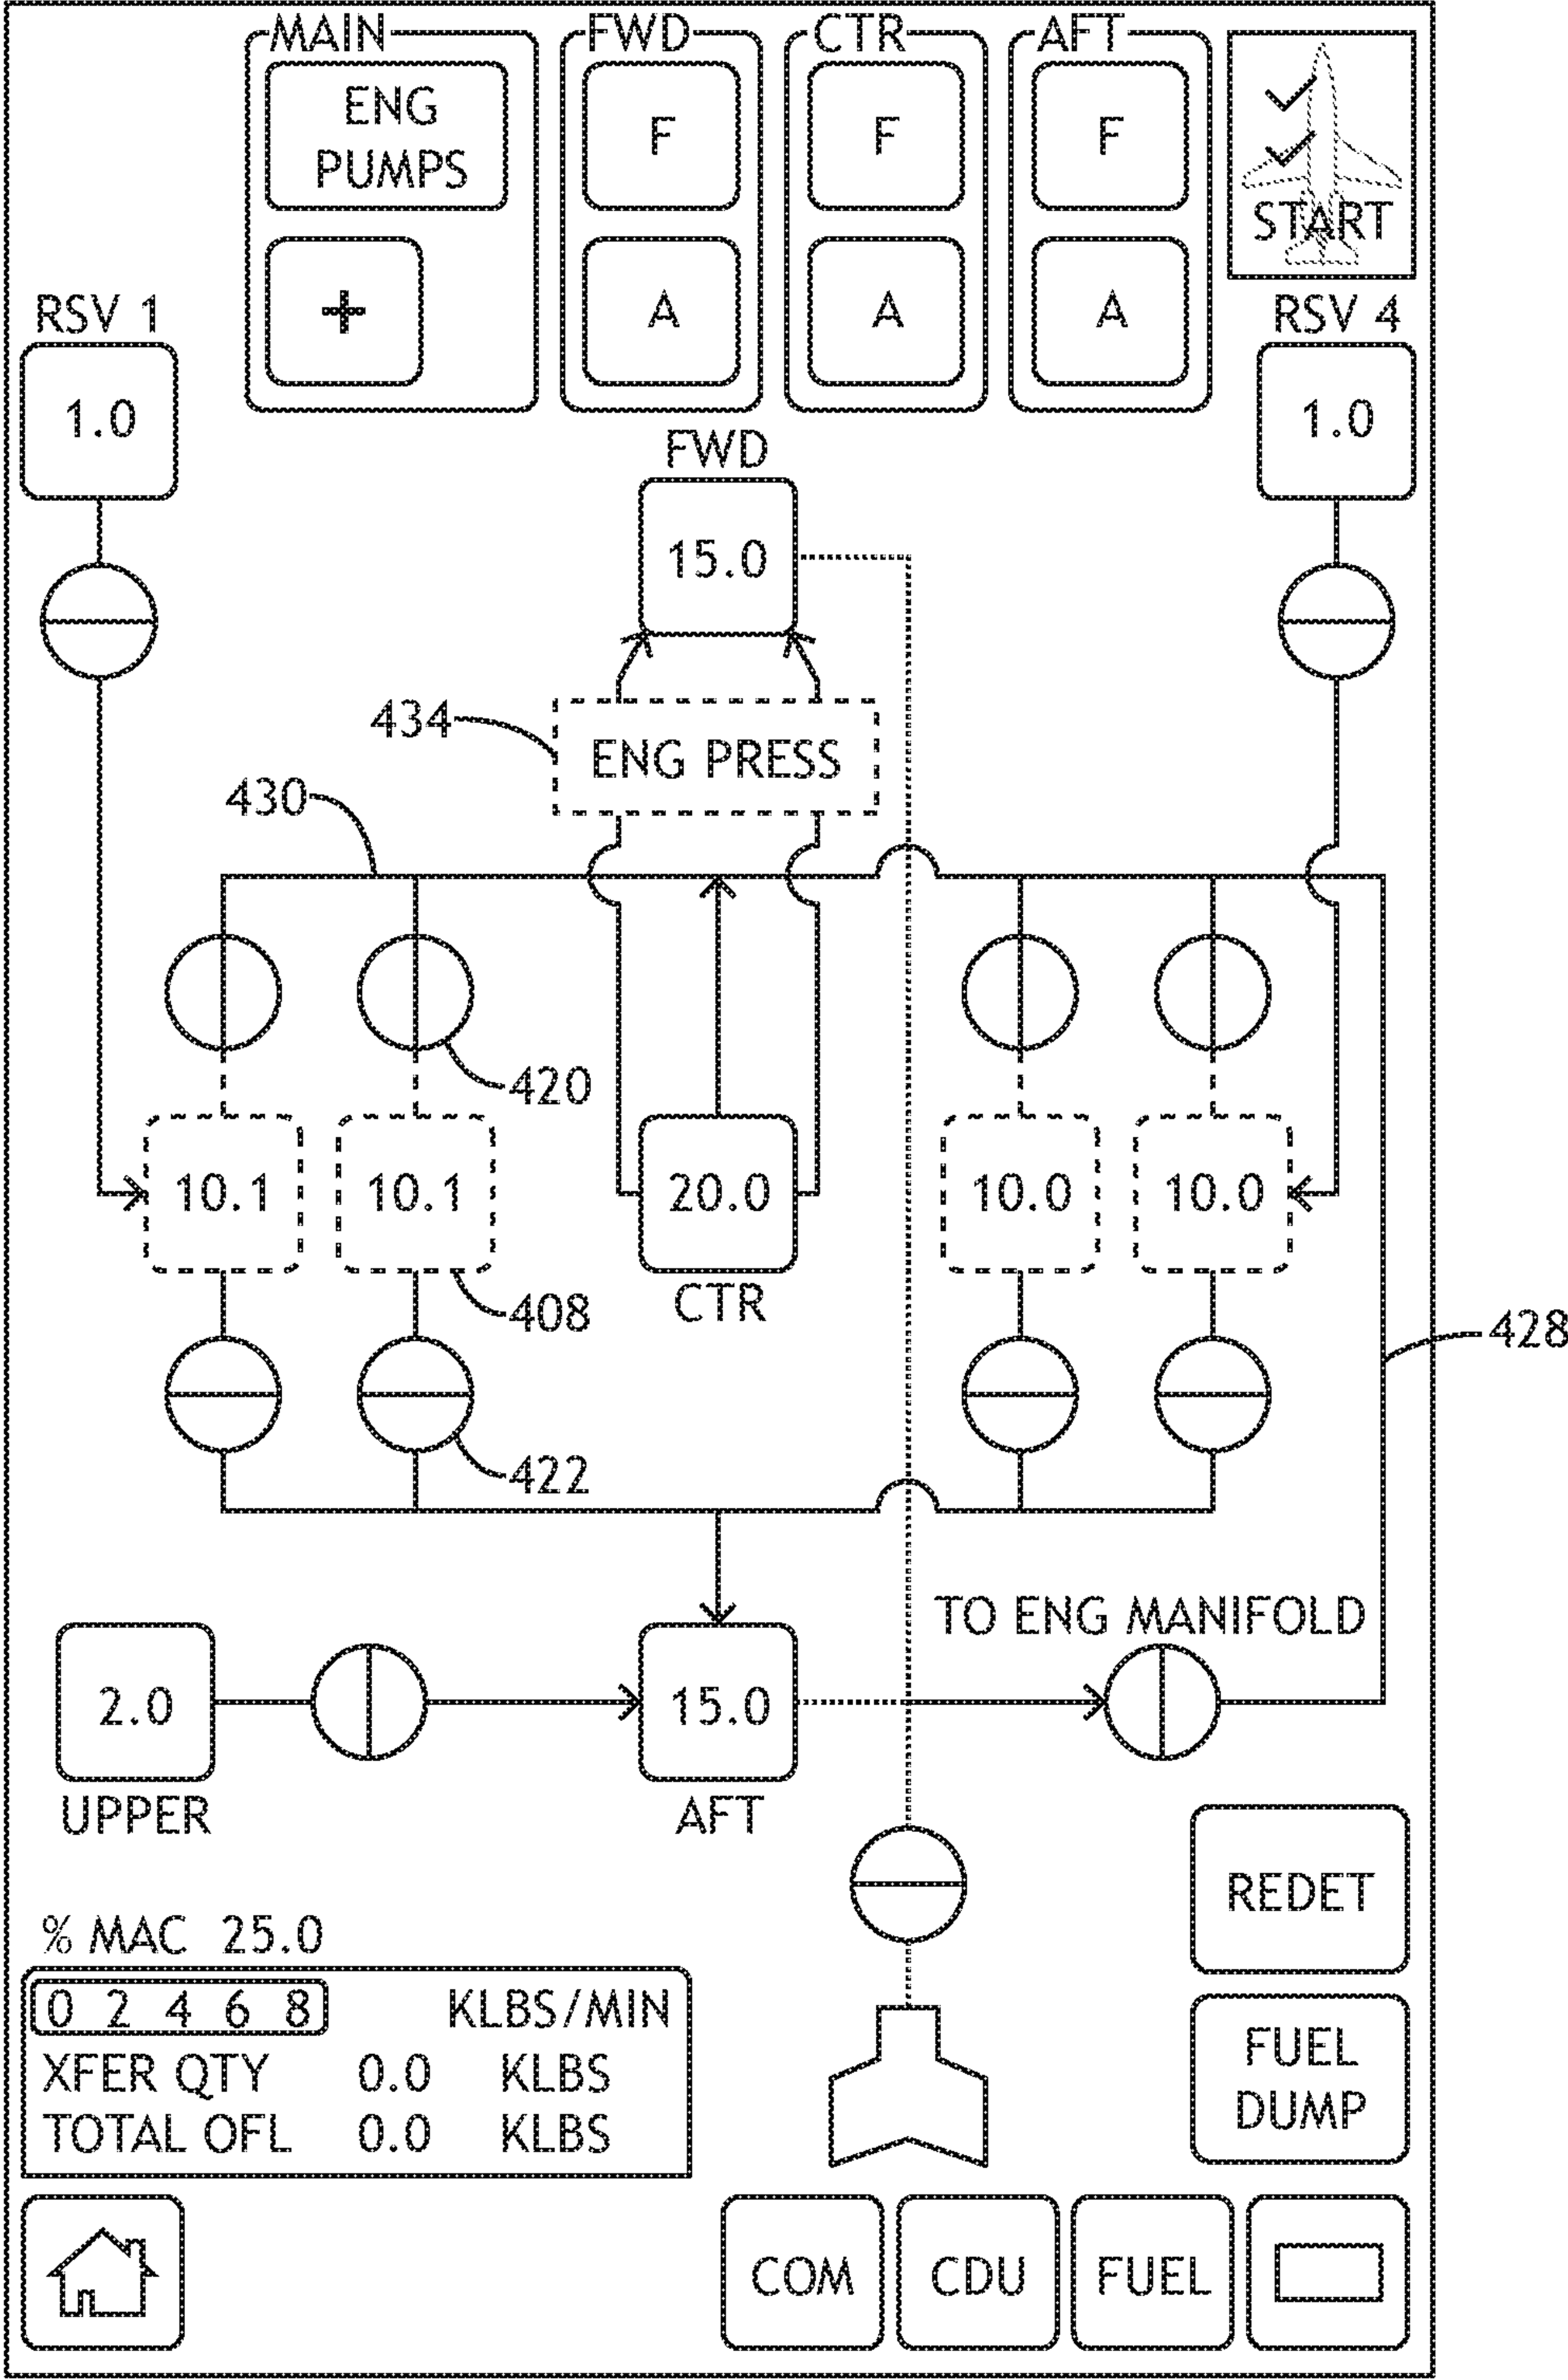 MAIN
FWD
CTR
AFT
ENG
PUMPS
F
F
F
START
+
A
A
A
RSV 1
RSV 4
1.0
1.0
FWD
15.0
434
ENG PRESS
430
420
10.1
10.1
20.0
10.0
10.0
CTR
408
428
422
TO ENG MANIFOLD
2.0
15.0
UPPER
AFT
REDET
% MAC 25.0
0 2 4 6 8 KLBS/MIN
XFER QTY 0.0 KLBS
TOTAL OFL 0.0 KLBS
FUEL
DUMP
COM
CDU
FUEL